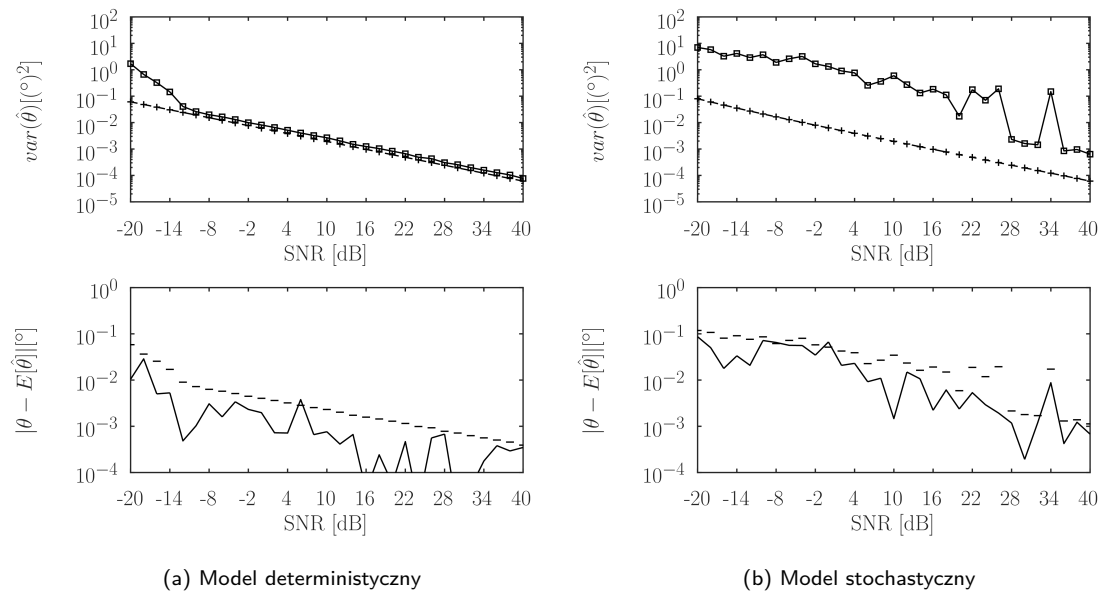 10^2
10^1
10^0
10^-1
10^-2
10^-3
10^-4
10^-5
var(θ̂)[(°)^2]
-20 -14 -8 -2 4 10 16 22 28 34 40
SNR [dB]
10^0
10^-1
10^-2
10^-3
10^-4
|θ − E[θ̂]|[°]
-20 -14 -8 -2 4 10 16 22 28 34 40
SNR [dB]
(a) Model deterministyczny
10^2
10^1
10^0
10^-1
10^-2
10^-3
10^-4
10^-5
var(θ̂)[(°)^2]
-20 -14 -8 -2 4 10 16 22 28 34 40
SNR [dB]
10^0
10^-1
10^-2
10^-3
10^-4
|θ − E[θ̂]|[°]
-20 -14 -8 -2 4 10 16 22 28 34 40
SNR [dB]
(b) Model stochastyczny